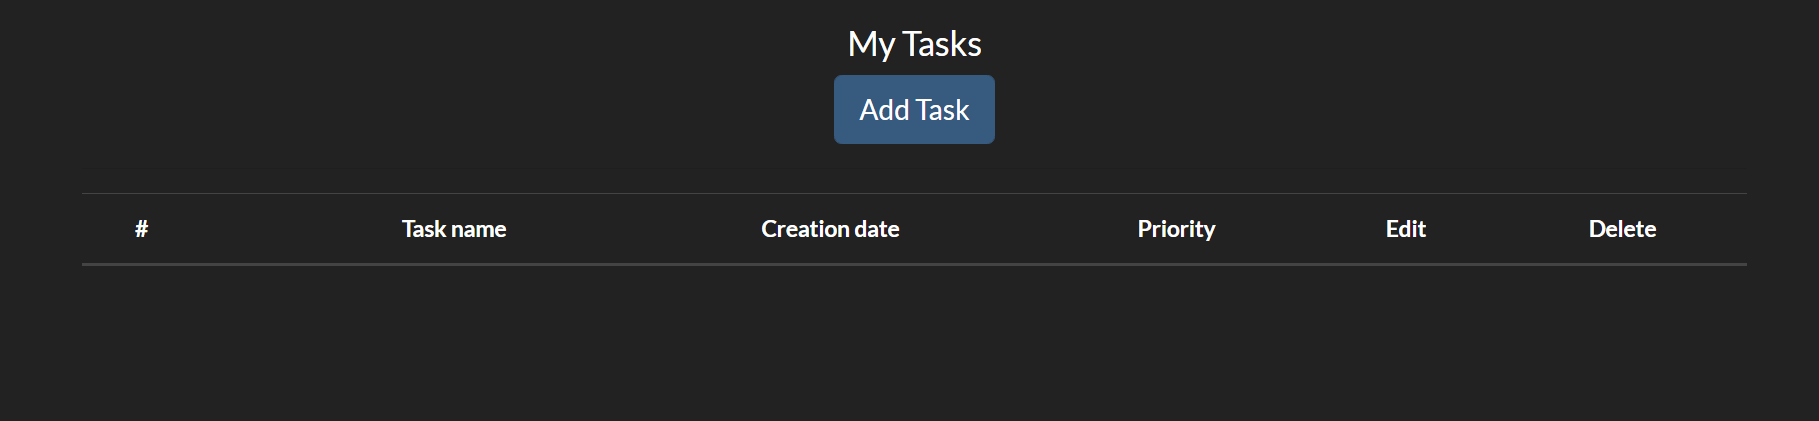 My Tasks
Add Task
# Task name Creation date Priority Edit Delete